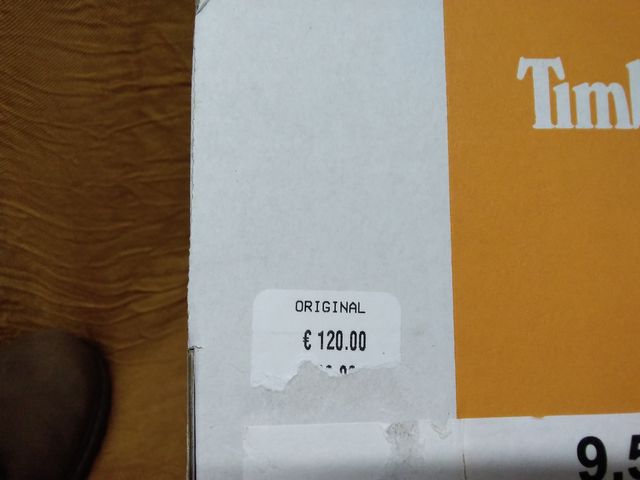 Timb
ORIGINAL
€ 120.00
9.5